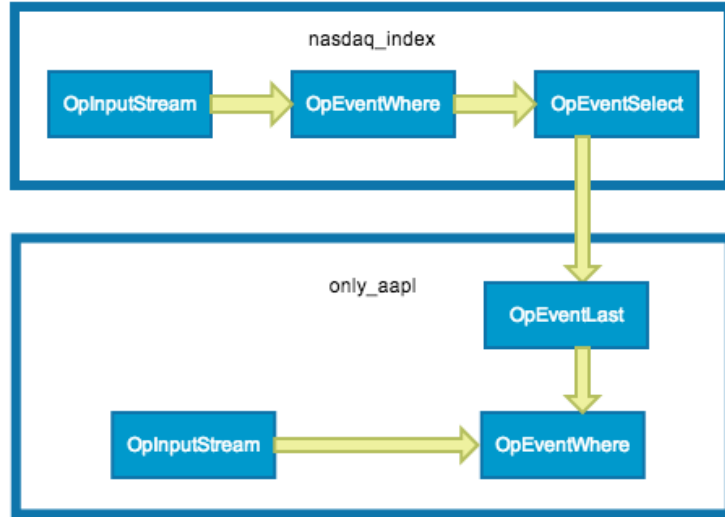 nasdaq_index
OpInputStream
OpEventWhere
OpEventSelect
only_aapl
OpEventLast
OpInputStream
OpEventWhere